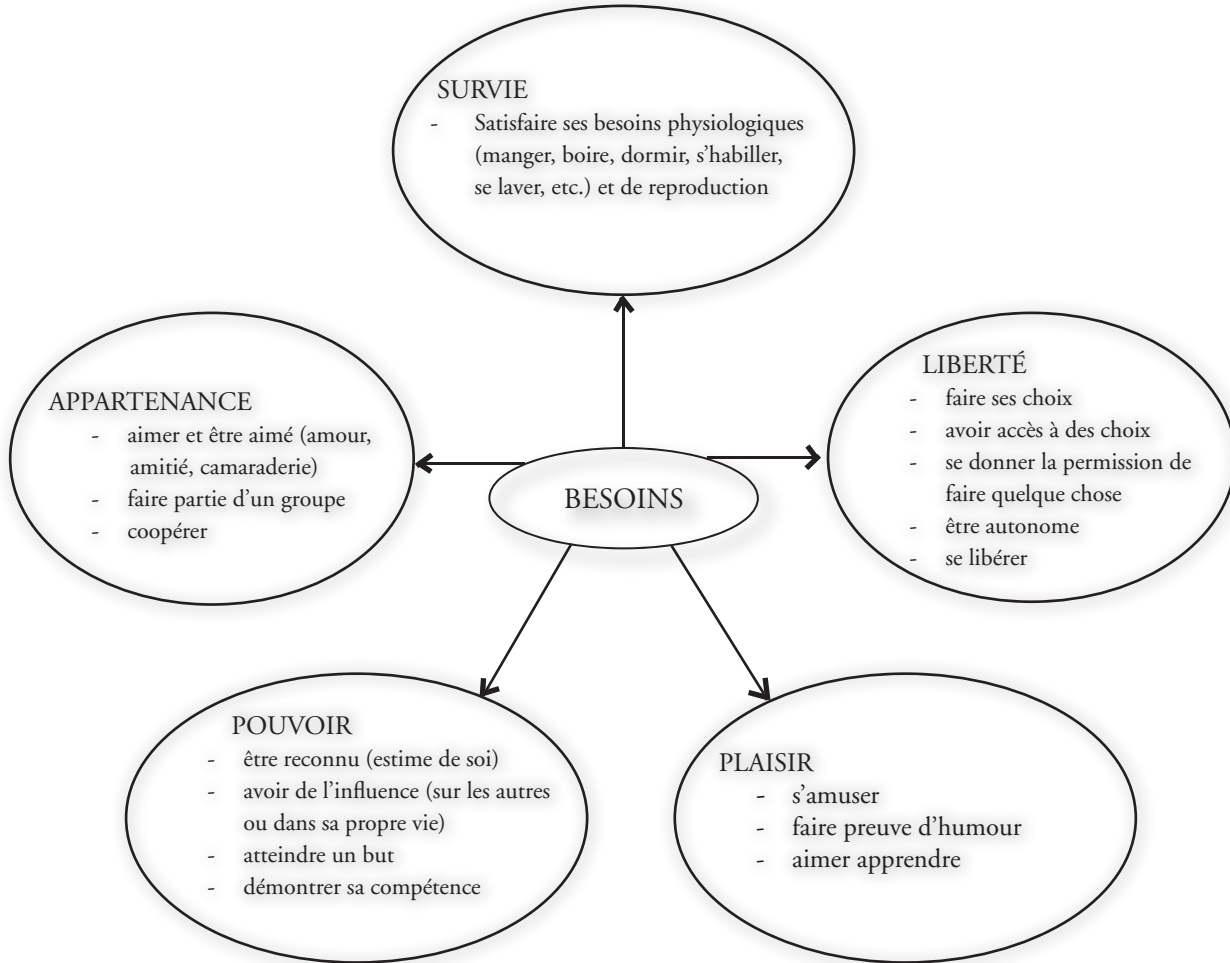 SURVIE
- Satisfaire ses besoins physiologiques
(manger, boire, dormir, s'habiller,
se laver, etc.) et de reproduction
APPARTENANCE
- aimer et être aimé (amour,
amitié, camaraderie)
- faire partie d'un groupe
- coopérer
LIBERTÉ
- faire ses choix
- avoir accès à des choix
- se donner la permission de
faire quelque chose
- être autonome
- se libérer
BESOINS
POUVOIR
- être reconnu (estime de soi)
- avoir de l'influence (sur les autres
ou dans sa propre vie)
- atteindre un but
- démontrer sa compétence
PLAISIR
- s'amuser
- faire preuve d'humour
- aimer apprendre